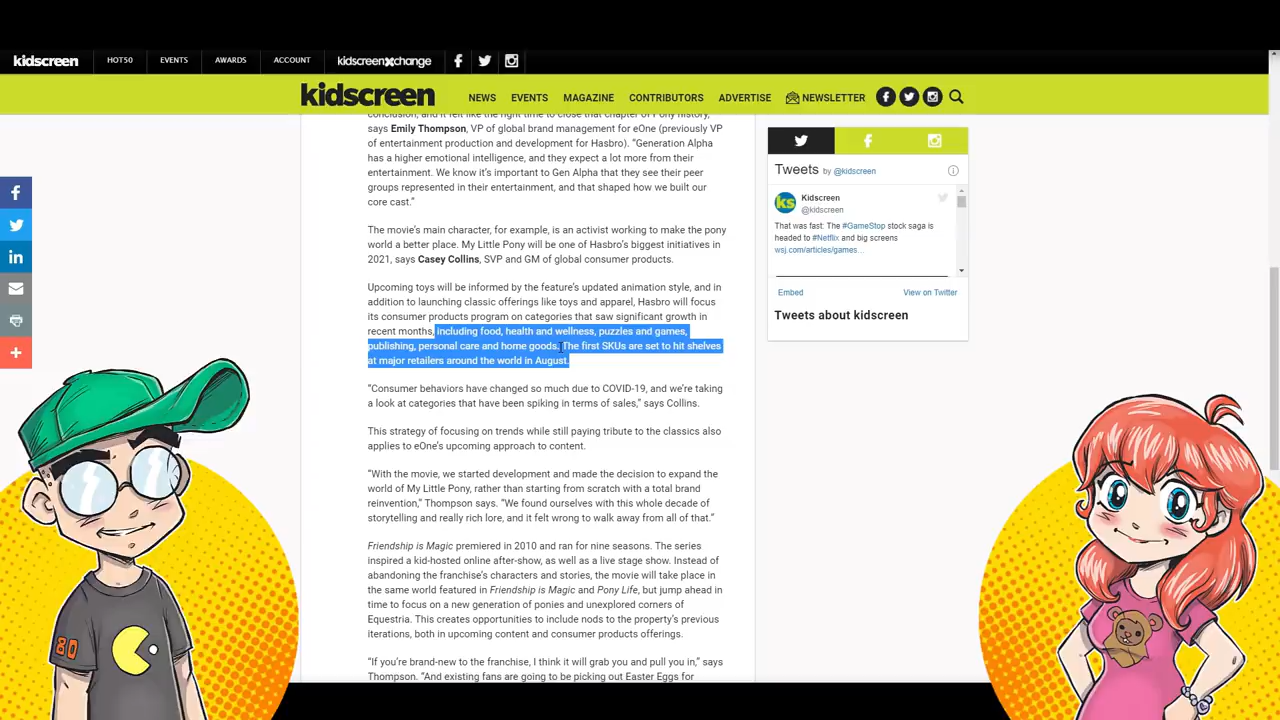 kidscreen
HOT50
EVENTS
AWARDS
ACCOUNT
kidscreenxchange
kidscreen
NEWS
EVENTS
MAGAZINE
CONTRIBUTORS
ADVERTISE
NEWSLETTER
conclusion, and it felt like the right time to close that chapter of Pony history,
says Emily Thompson, VP of global brand management for eOne (previously VP
of entertainment production and development for Hasbro). “Generation Alpha
has a higher emotional intelligence, and they expect a lot more from their
entertainment. We know it’s important to Gen Alpha that they see their peer
groups represented in their entertainment, and that shaped how we built our
core cast.”
The movie’s main character, for example, is an activist working to make the pony
world a better place. My Little Pony will be one of Hasbro’s biggest initiatives in
2021, says Casey Collins, SVP and GM of global consumer products.
Upcoming toys will be informed by the feature’s updated animation style, and in
addition to launching classic offerings like toys and apparel, Hasbro will focus
its consumer products program on categories that saw significant growth in
recent months, including food, health and wellness, puzzles and games,
publishing, personal care and home goods. The first SKUs are set to hit shelves
at major retailers around the world in August.
“Consumer behaviors have changed so much due to COVID-19, and we’re taking
a look at categories that have been spiking in terms of sales,” says Collins.
This strategy of focusing on trends while still paying tribute to the classics also
applies to eOne’s upcoming approach to content.
“With the movie, we started development and made the decision to expand the
world of My Little Pony, rather than starting from scratch with a total brand
reinvention,” Thompson says. “We found ourselves with this whole decade of
storytelling and really rich lore, and it felt wrong to walk away from all of that.”
Friendship is Magic premiered in 2010 and ran for nine seasons. The series
inspired a kid-hosted online after-show, as well as a live stage show. Instead of
abandoning the franchise’s characters and stories, the movie will take place in
the same world featured in Friendship is Magic and Pony Life, but jump ahead in
time to focus on a new generation of ponies and unexplored corners of
Equestria. This creates opportunities to include nods to the property’s previous
iterations, both in upcoming content and consumer products offerings.
“If you’re brand-new to the franchise, I think it will grab you and pull you in,” says
Thompson. “And existing fans are going to be picking out Easter Eggs for
Tweets by @kidscreen
ks
Kidscreen
@kidscreen
That was fast: The #GameStop stock saga is
headed to #Netflix and big screens
wsj.com/articles/games…
Embed
View on Twitter
Tweets about kidscreen
80